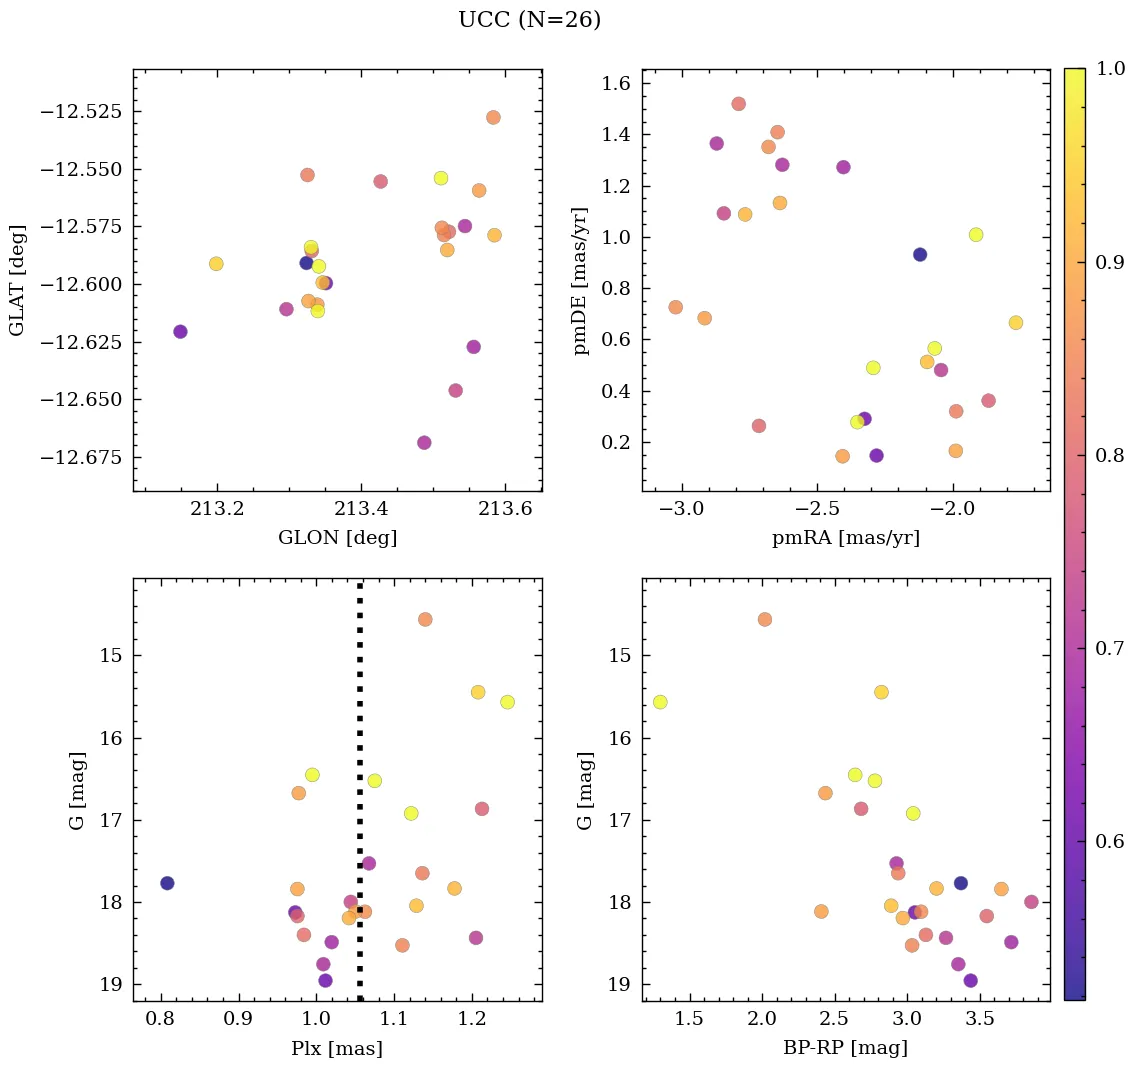 UCC (N=26)
−12.525
−12.550
−12.575
−12.600
−12.625
−12.650
−12.675
GLAT [deg]
213.2 213.4 213.6
GLON [deg]
1.6
1.4
1.2
1.0
0.8
0.6
0.4
0.2
pmDE [mas/yr]
−3.0 −2.5 −2.0
pmRA [mas/yr]
15
16
17
18
19
G [mag]
0.8 0.9 1.0 1.1 1.2
Plx [mas]
15
16
17
18
19
G [mag]
1.5 2.0 2.5 3.0 3.5
BP-RP [mag]
1.0
0.9
0.8
0.7
0.6